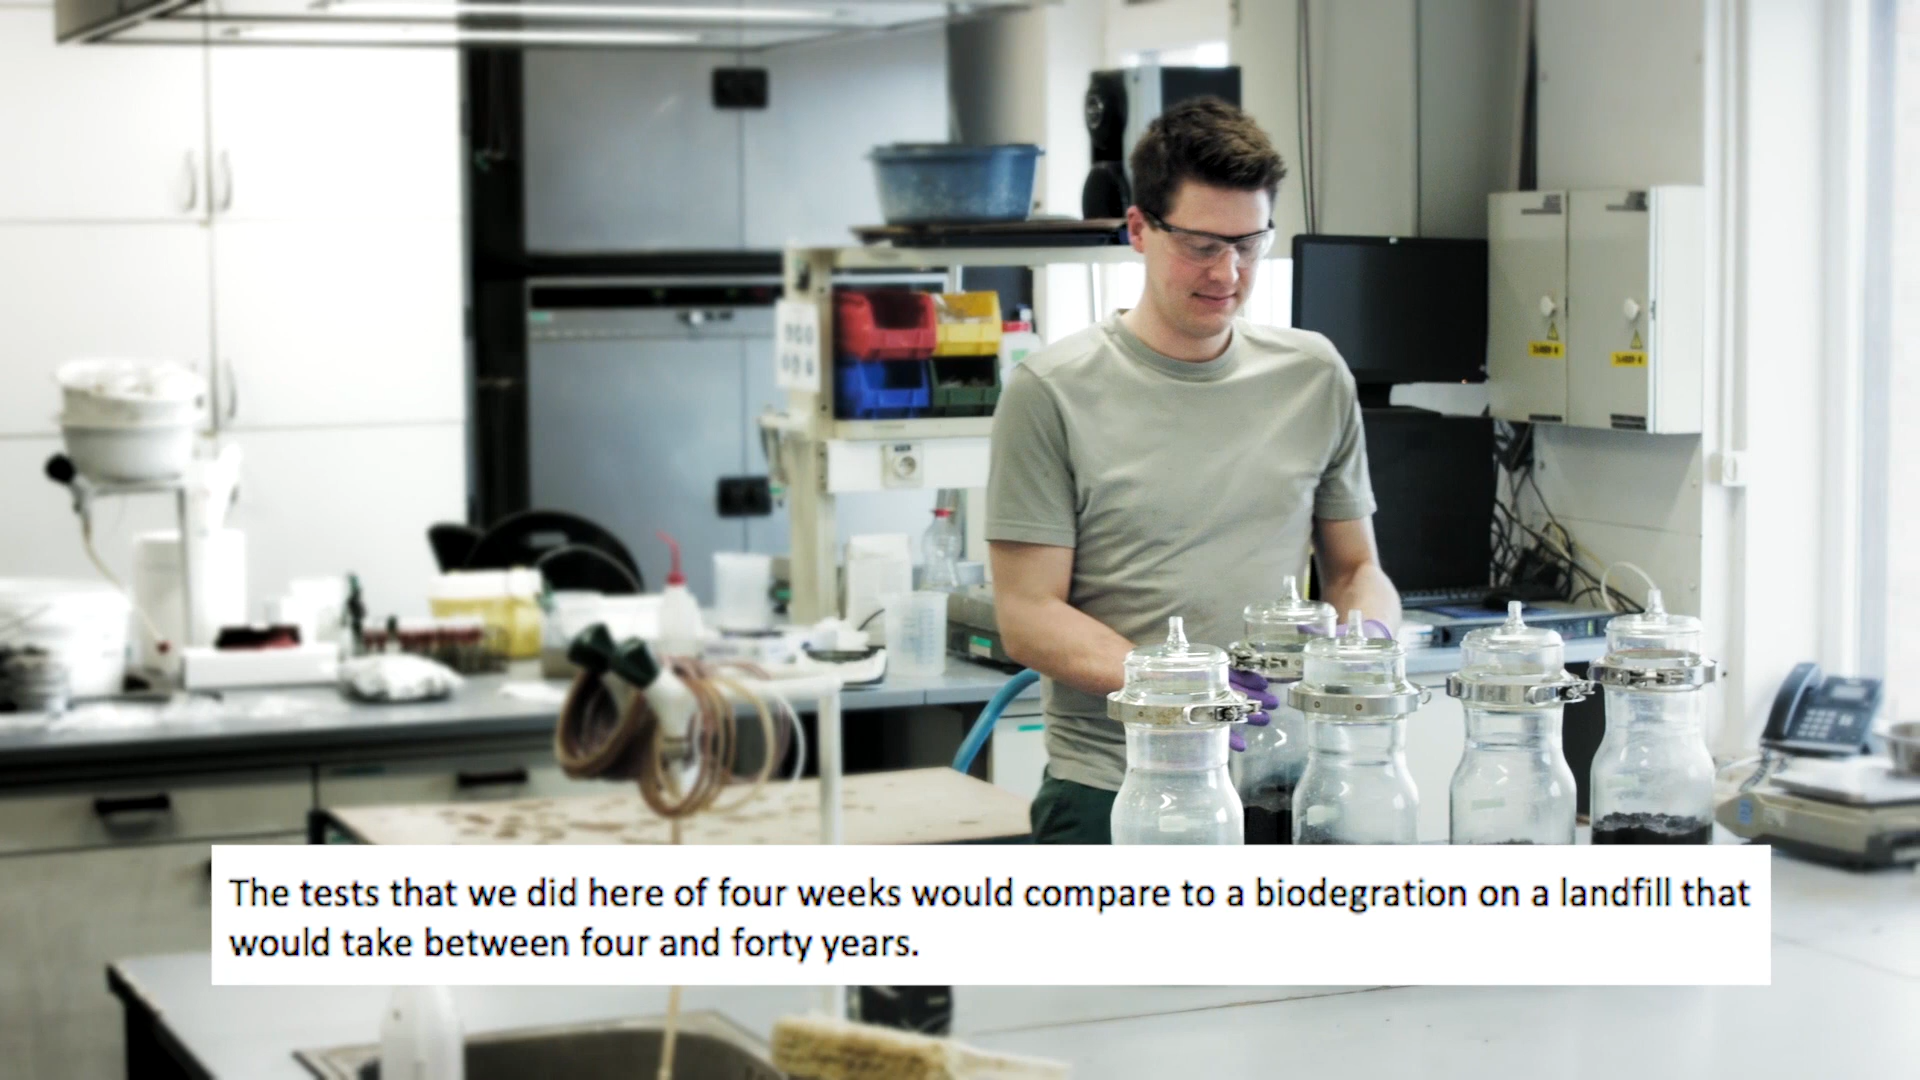 The tests that we did here of four weeks would compare to a biodegration on a landfill that
would take between four and forty years.